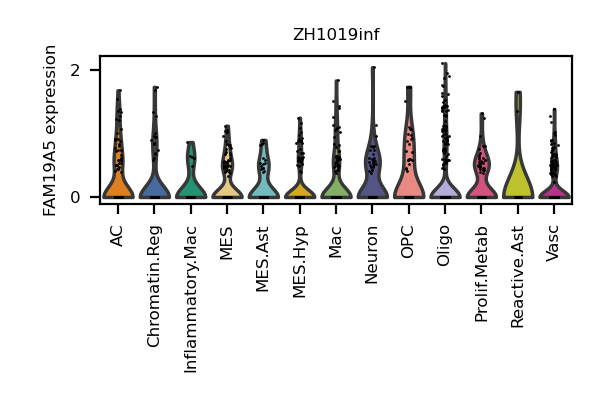 ZH1019inf
FAM19A5 expression
2
0
AC
Chromatin.Reg
Inflammatory.Mac
MES
MES.Ast
MES.Hyp
Mac
Neuron
OPC
Oligo
Prolif.Metab
Reactive.Ast
Vasc